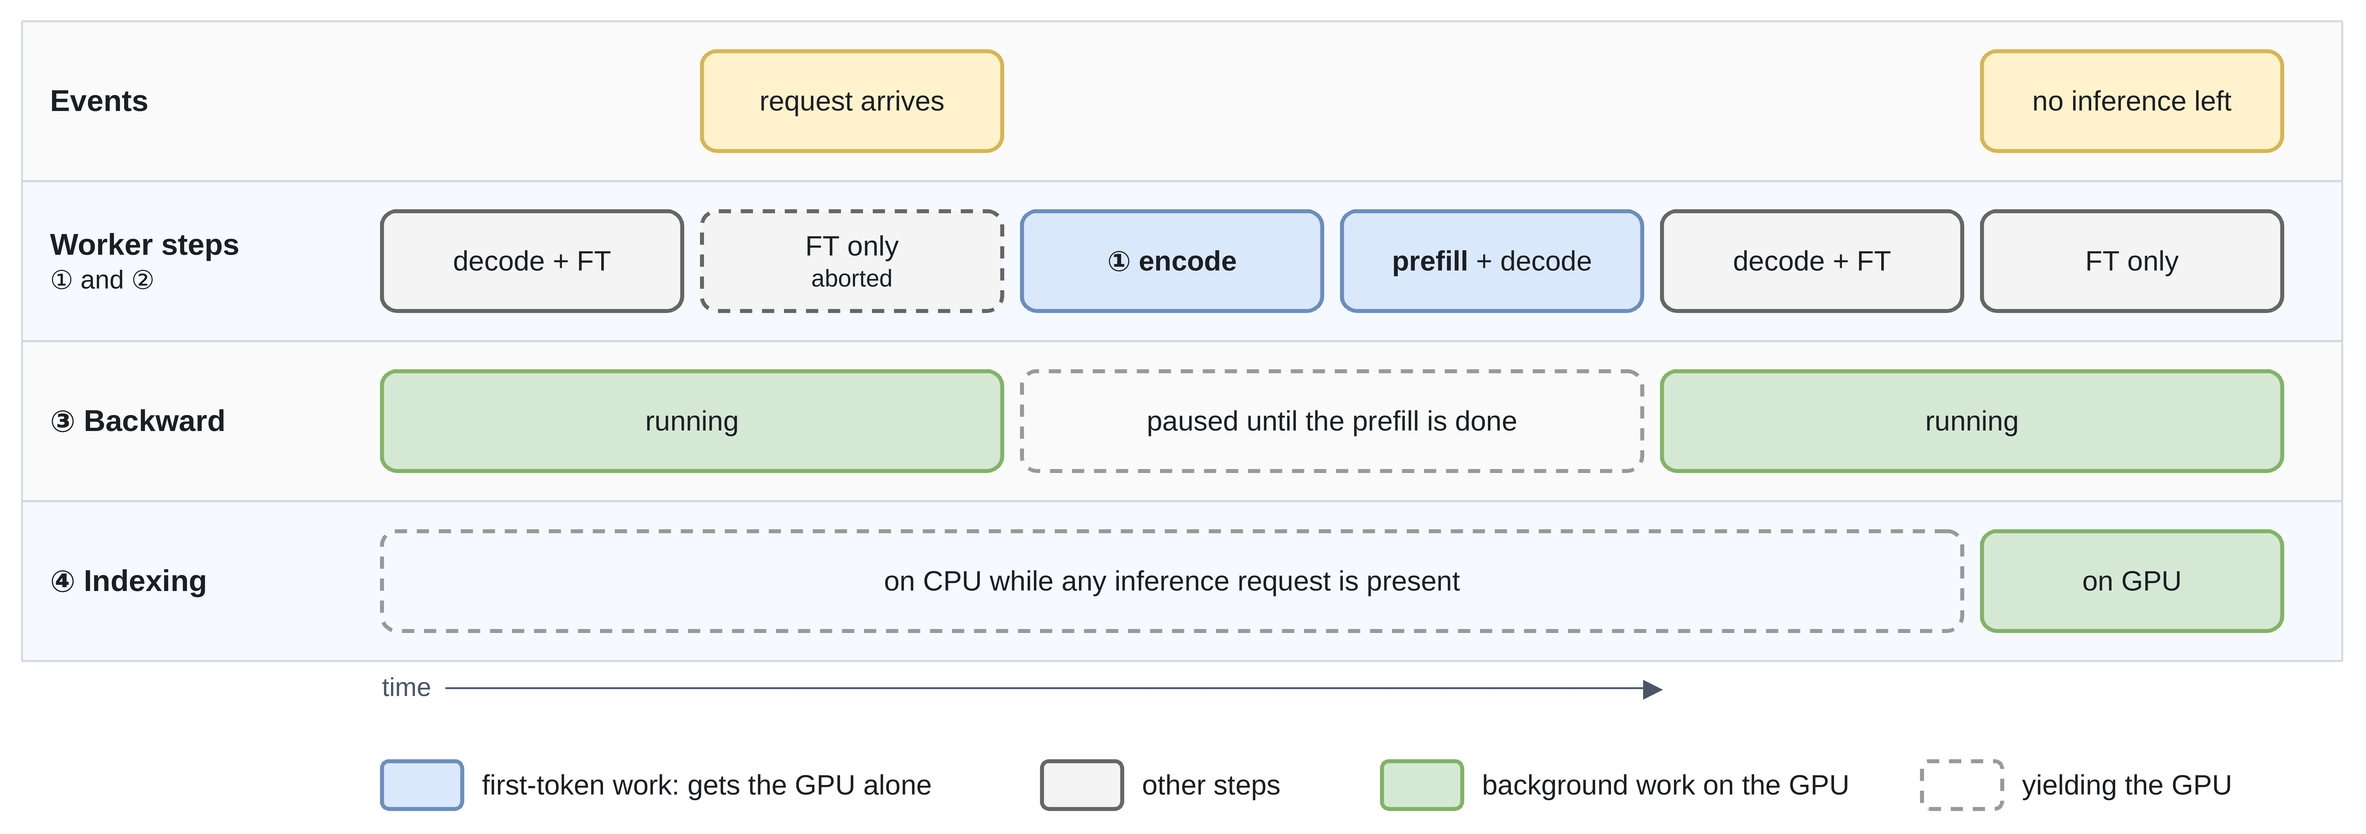 Events
request arrives
no inference left
Worker steps
① and ②
decode + FT
FT only
aborted
① encode
prefill + decode
decode + FT
FT only
③ Backward
running
paused until the prefill is done
running
④ Indexing
on CPU while any inference request is present
on GPU
time
first-token work: gets the GPU alone
other steps
background work on the GPU
yielding the GPU